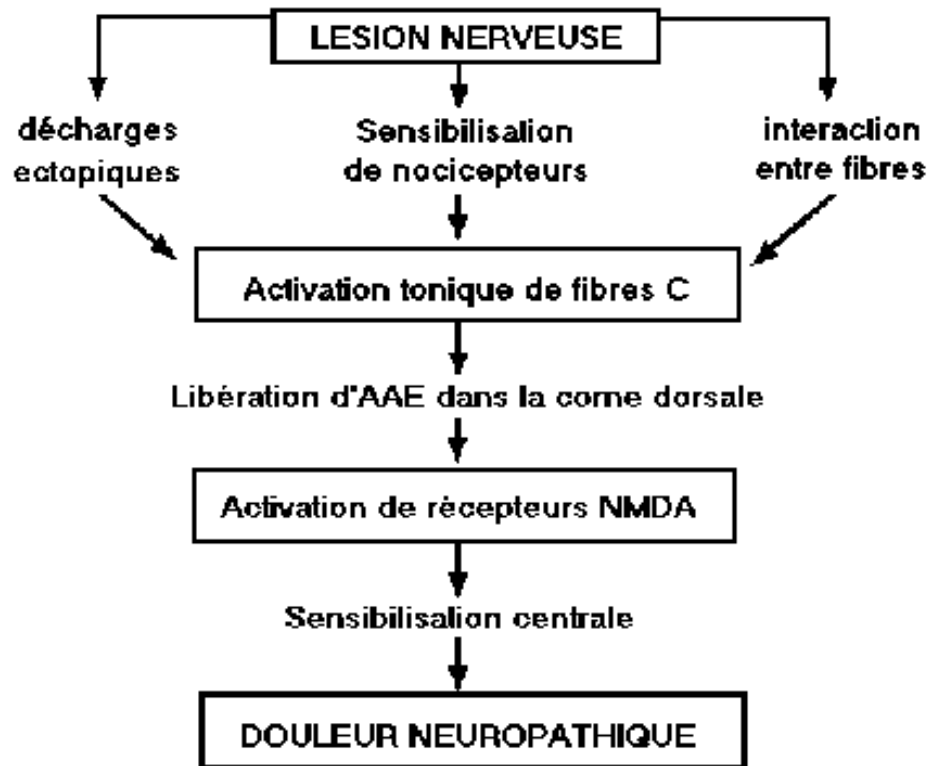 LESION NERVEUSE
décharges
ectopiques
Sensibilisation
de nocicepteurs
interaction
entre fibres
Activation tonique de fibres C
Libération d'AAE dans la corne dorsale
Activation de récepteurs NMDA
Sensibilisation centrale
DOULEUR NEUROPATHIQUE